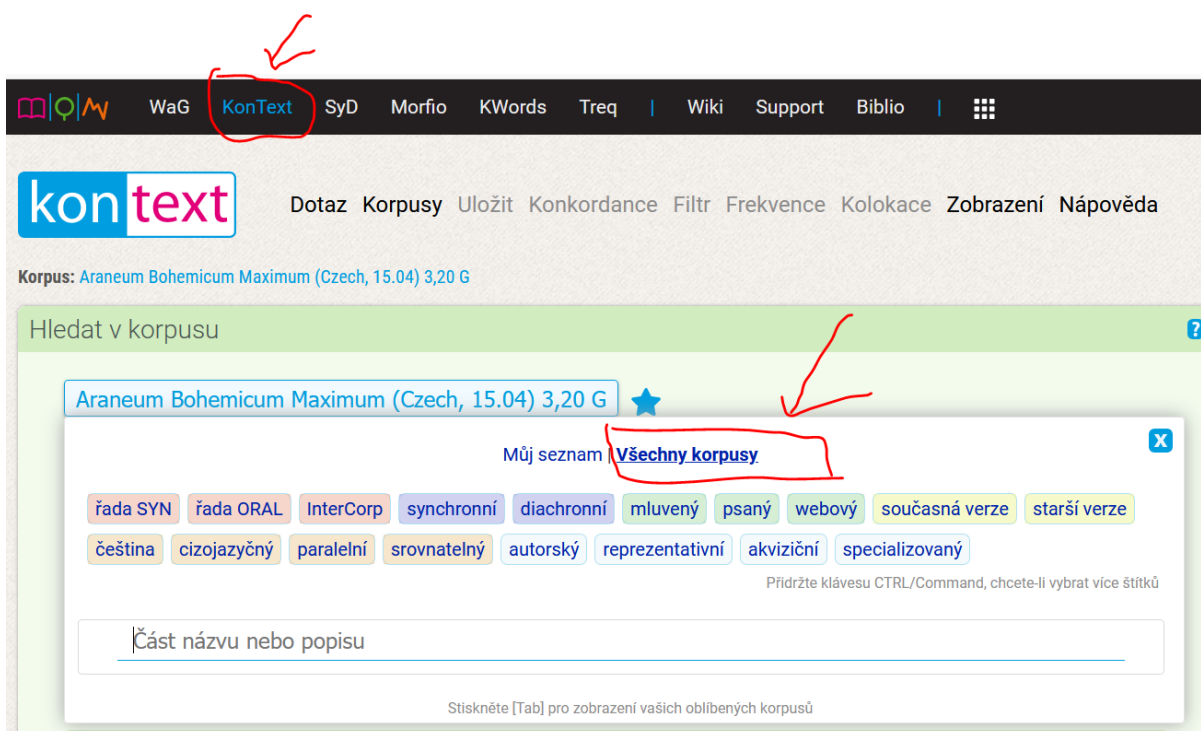 WaG KonText SyD Morfio KWords Treq | Wiki Support Biblio |
kontext
Dotaz Korpusy Uložit Konkordance Filtr Frekvence Kolokace Zobrazení Nápověda
Korpus: Araneum Bohemicum Maximum (Czech, 15.04) 3,20 G
Hledat v korpusu ?
Araneum Bohemicum Maximum (Czech, 15.04) 3,20 G
Můj seznam | Všechny korpusy X
řada SYN řada ORAL InterCorp synchronní diachronní mluvený psaný webový současná verze starší verze
čeština cizojazyčný paralelní srovnatelný autorský reprezentativní akviziční specializovaný
Přidržte klávesu CTRL/Command, chcete-li vybrat více štítků
Část názvu nebo popisu
Stiskněte [Tab] pro zobrazení vašich oblíbených korpusů